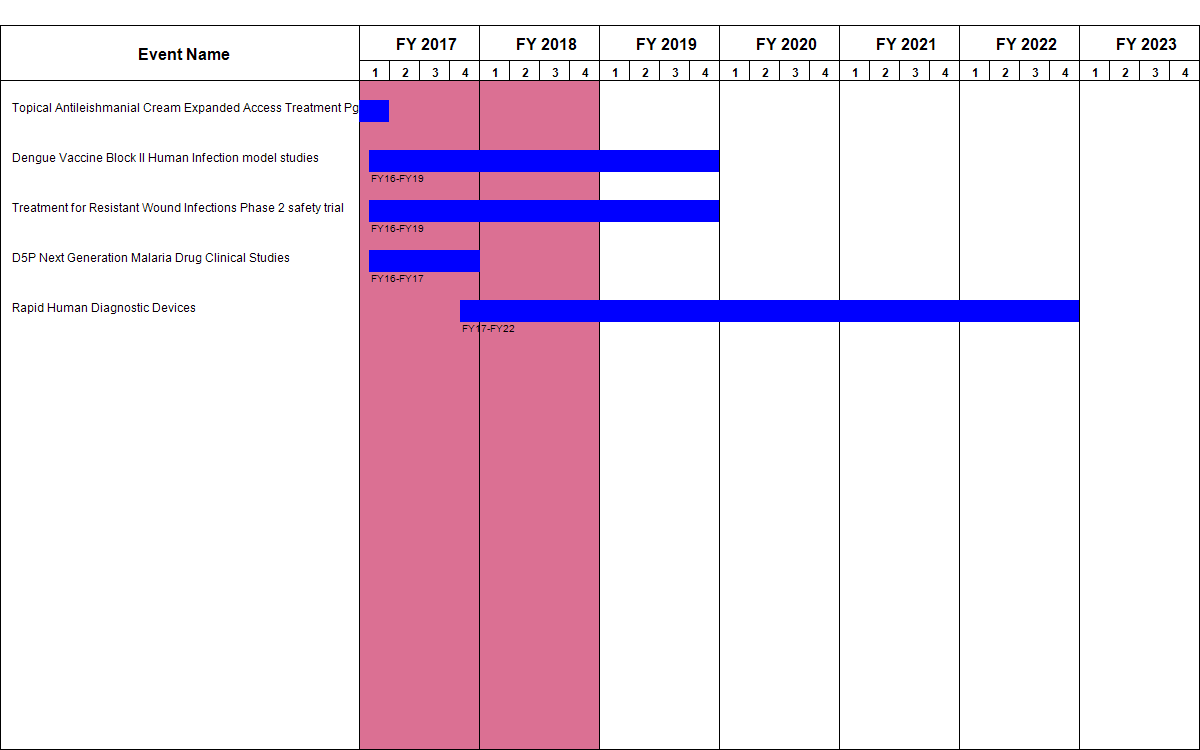 Event Name
FY 2017 FY 2018 FY 2019 FY 2020 FY 2021 FY 2022 FY 2023
1 2 3 4 1 2 3 4 1 2 3 4 1 2 3 4 1 2 3 4 1 2 3 4 1 2 3 4
Topical Antileishmanial Cream Expanded Access Treatment Pg
Dengue Vaccine Block II Human Infection model studies
FY16-FY19
Treatment for Resistant Wound Infections Phase 2 safety trial
FY16-FY19
D5P Next Generation Malaria Drug Clinical Studies
FY16-FY17
Rapid Human Diagnostic Devices
FY17-FY22